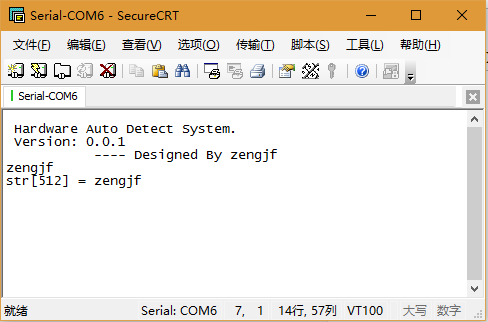 Serial-COM6 - SecureCRT
文件(F) 编辑(E) 查看(V) 选项(O) 传输(T) 脚本(S) 工具(L) 帮助(H)
Serial-COM6
Hardware Auto Detect System.
Version: 0.0.1
---- Designed By zengjf
zengjf
str[512] = zengjf
就绪 Serial: COM6 7, 1 14行, 57列 VT100 大写 数字